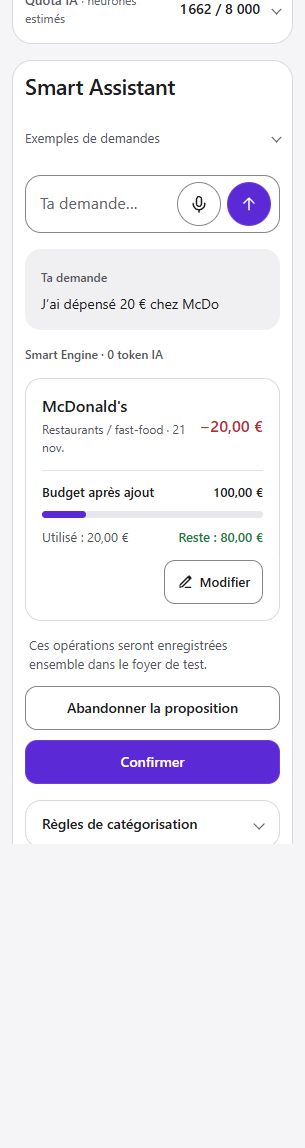 Quota IA · neurones
estimés
1 662 / 8 000
Smart Assistant
Exemples de demandes
Ta demande...
Ta demande
J'ai dépensé 20 € chez McDo
Smart Engine · 0 token IA
McDonald's
Restaurants / fast-food · 21
nov.
−20,00 €
Budget après ajout 100,00 €
Utilisé : 20,00 € Reste : 80,00 €
Modifier
Ces opérations seront enregistrées
ensemble dans le foyer de test.
Abandonner la proposition
Confirmer
Règles de catégorisation